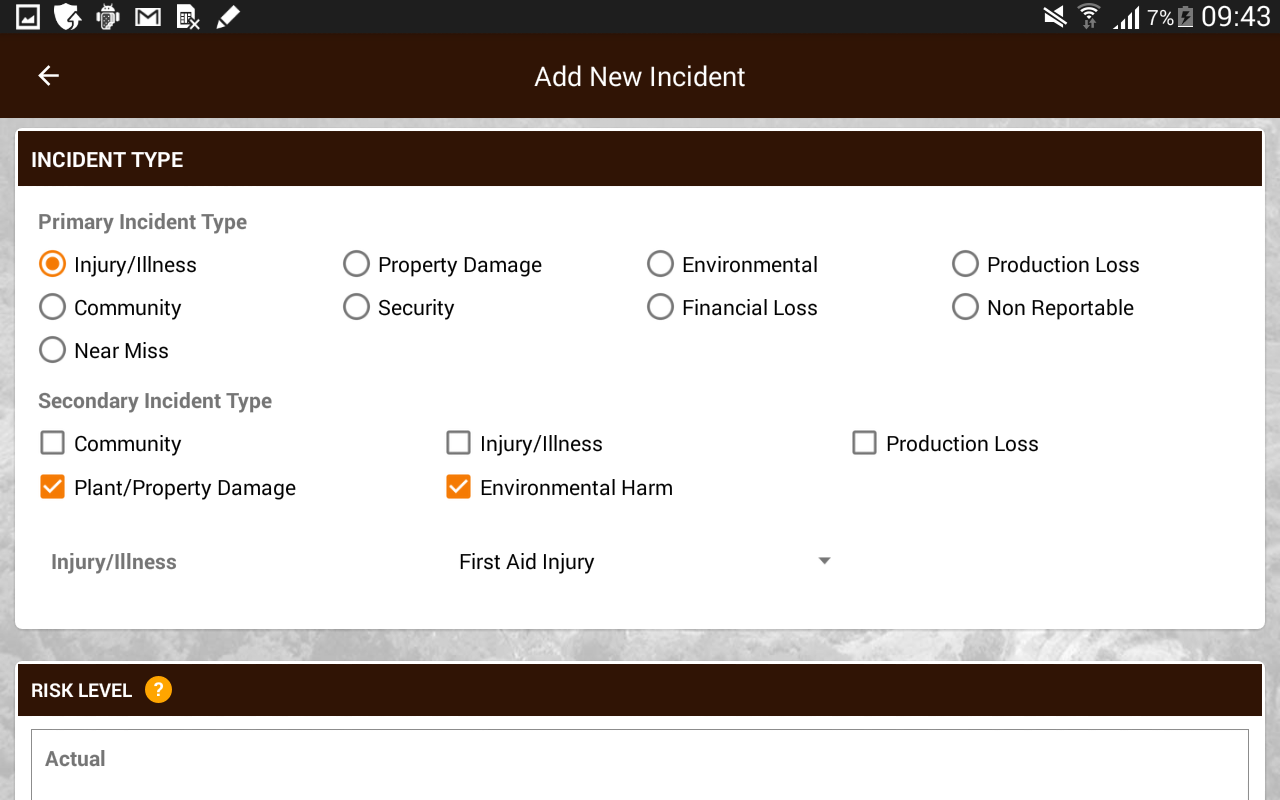 7% 09:43
Add New Incident
INCIDENT TYPE
Primary Incident Type
Injury/Illness Property Damage Environmental Production Loss
Community Security Financial Loss Non Reportable
Near Miss
Secondary Incident Type
Community Injury/Illness Production Loss
Plant/Property Damage Environmental Harm
Injury/Illness First Aid Injury
RISK LEVEL ?
Actual